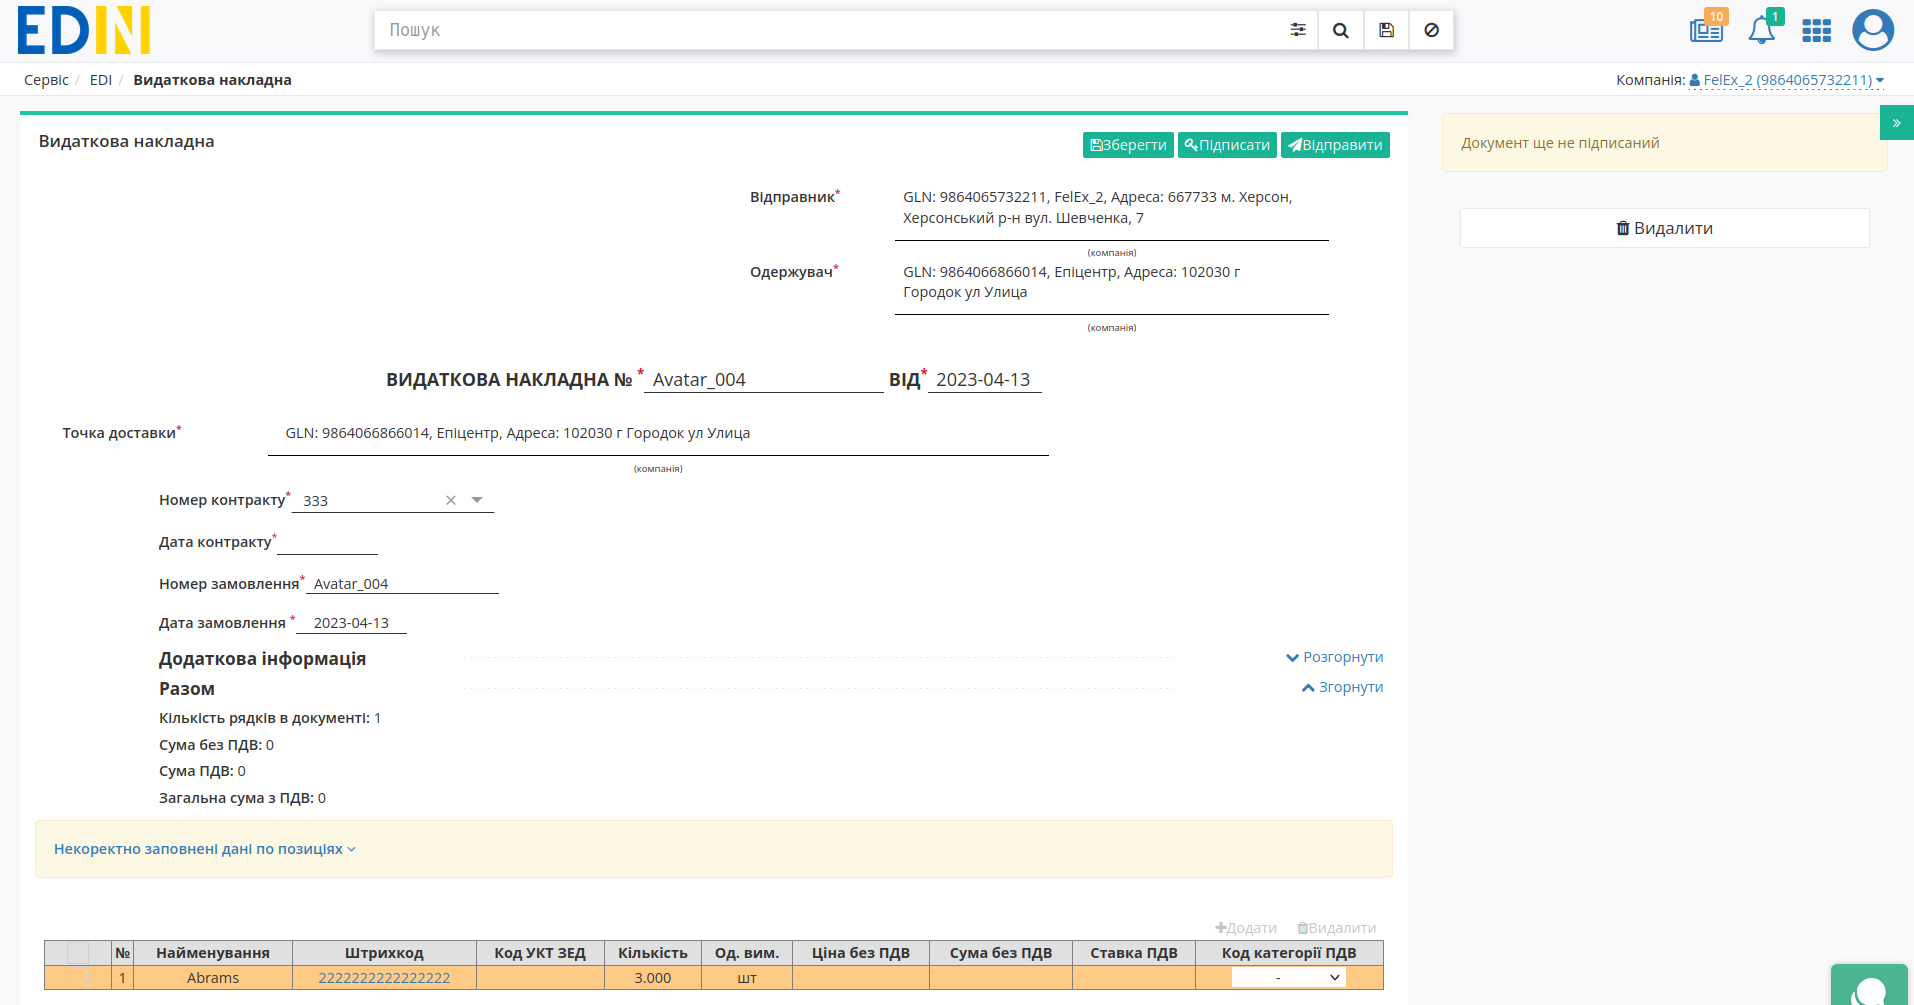 EDIN
Пошук
10
1
Сервіс / EDI / Видаткова накладна
Компанія: FelEx_2 (9864065732211)
»
Видаткова накладна
Зберегти Підписати Відправити
Документ ще не підписаний
Видалити
Відправник* GLN: 9864065732211, FelEx_2, Адреса: 667733 м. Херсон,
Херсонський р-н вул. Шевченка, 7
(компанія)
Одержувач* GLN: 9864066866014, Епіцентр, Адреса: 102030 г
Городок ул Улица
(компанія)
ВИДАТКОВА НАКЛАДНА № * Avatar_004 ВІД* 2023-04-13
Точка доставки* GLN: 9864066866014, Епіцентр, Адреса: 102030 г Городок ул Улица
(компанія)
Номер контракту* 333 ×
Дата контракту*
Номер замовлення* Avatar_004
Дата замовлення * 2023-04-13
Додаткова інформація Розгорнути
Разом Згорнути
Кількість рядків в документі: 1
Сума без ПДВ: 0
Сума ПДВ: 0
Загальна сума з ПДВ: 0
Некоректно заповнені дані по позиціях
Додати Видалити
№ Найменування Штрихкод Код УКТ ЗЕД Кількість Од. вим. Ціна без ПДВ Сума без ПДВ Ставка ПДВ Код категорії ПДВ
1 Abrams 2222222222222222 3.000 шт -